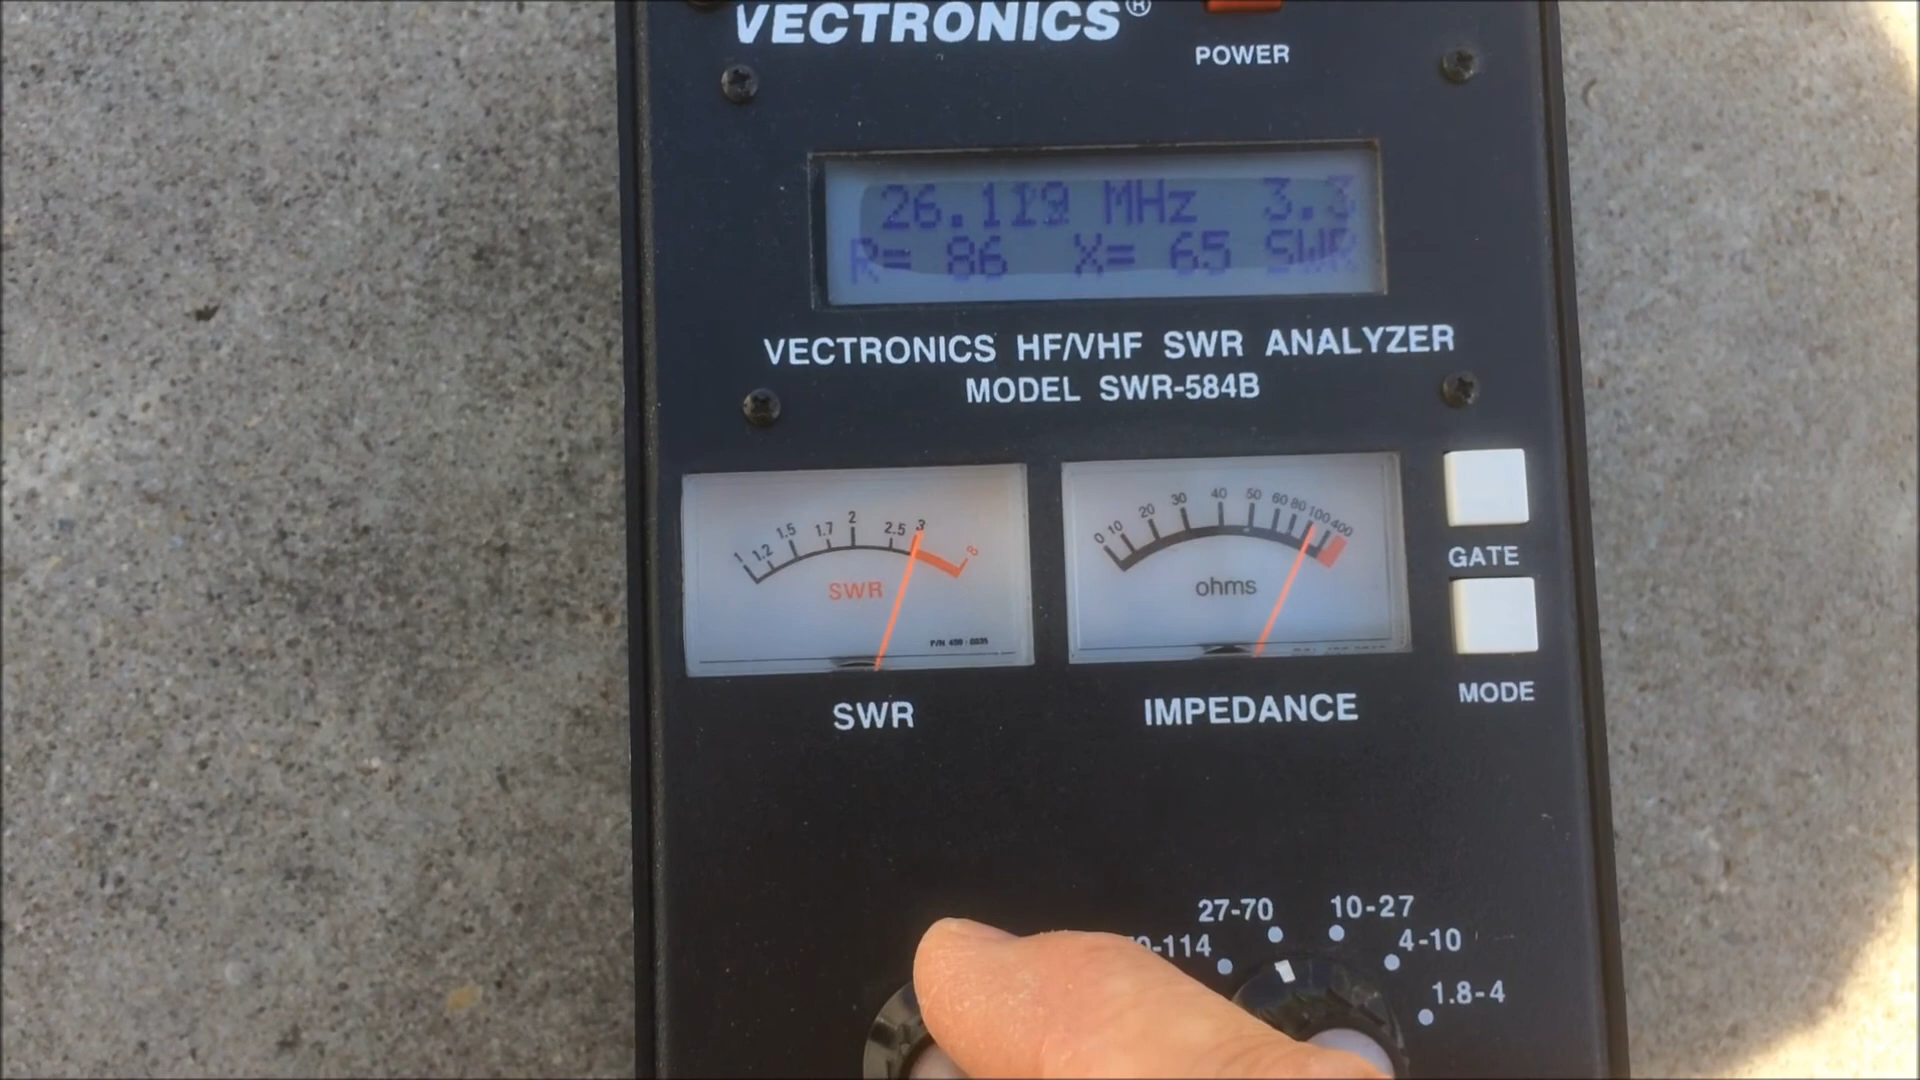 VECTRONICS®
POWER
MHz 3.3
R= 86 X= 65 SWR
VECTRONICS HF/VHF SWR ANALYZER
MODEL SWR-584B
1 1.2 1.5 1.7 2 2.5 3 8
SWR
0 10 20 30 40 50 60 80 100 400
ohms
GATE
SWR
IMPEDANCE
MODE
27-70
10-27
-114
4-10
1.8-4